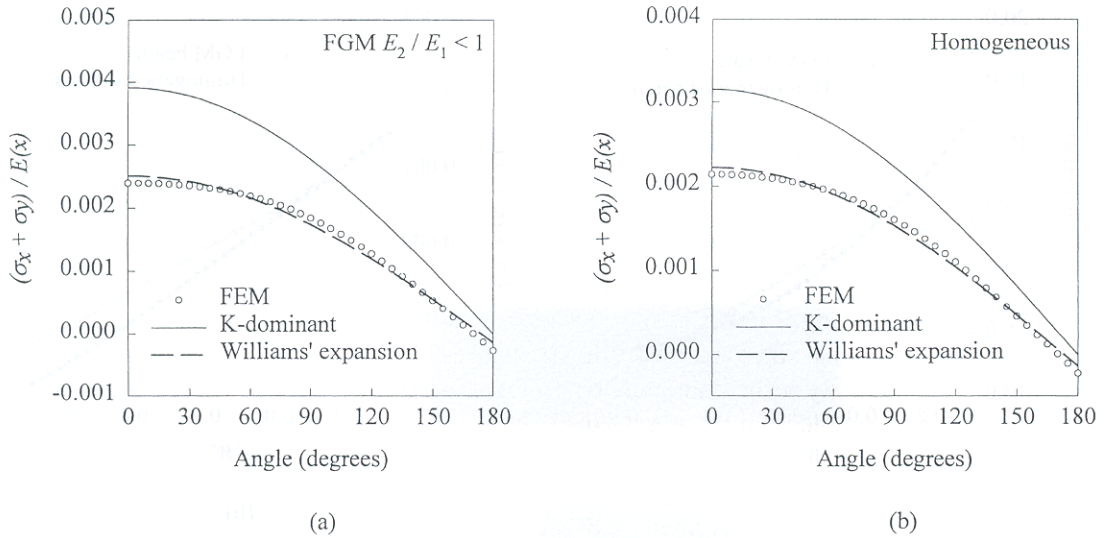 0.005
FGM E2 / E1 < 1
0.004
0.003
0.002
0.001
0.000
-0.001
(σx + σy) / E(x)
FEM
K-dominant
Williams' expansion
0 30 60 90 120 150 180
Angle (degrees)
(a)
0.004
Homogeneous
0.003
0.002
0.001
0.000
(σx + σy) / E(x)
FEM
K-dominant
Williams' expansion
0 30 60 90 120 150 180
Angle (degrees)
(b)